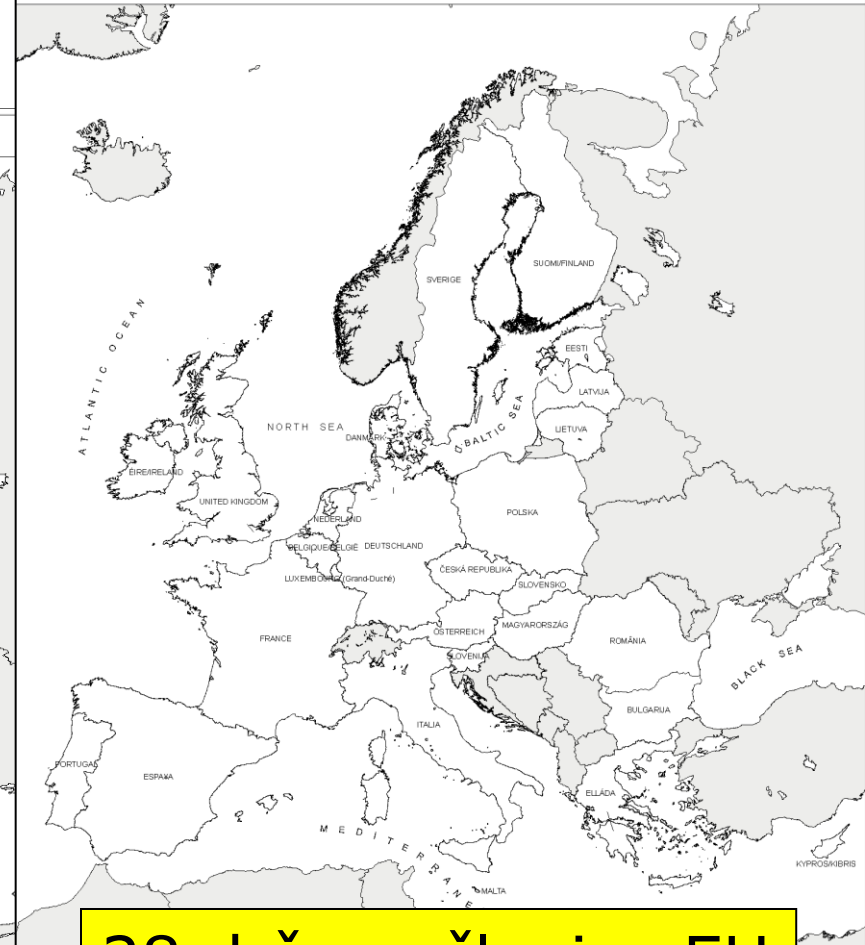 SVERIGE
SUOMI/FINLAND
ATLANTIC OCEAN
EESTI
LATVIJA
NORTH SEA
BALTIC SEA
DANMARK
LIETUVA
ÉIRE/IRELAND
UNITED KINGDOM
POLSKA
NEDERLAND
BELGIQUE/BELGIË
DEUTSCHLAND
ČESKÁ REPUBLIKA
LUXEMBOURG (Grand-Duché)
SLOVENSKO
MAGYARORSZÁG
ÖSTERREICH
FRANCE
ROMÂNIA
SLOVENIJA
BLACK SEA
BULGARIJA
ITALIA
PORTUGAL
ELLÁDA
MEDITERRANE
KYPROS/KIBRIS
MALTA